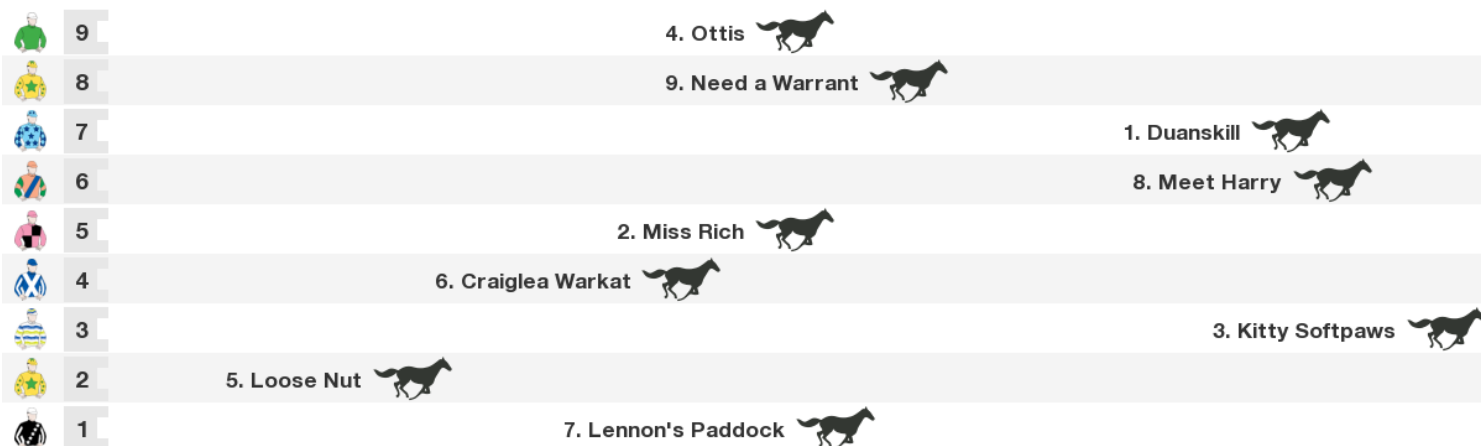 9 4. Ottis
8 9. Need a Warrant
7 1. Duanskill
6 8. Meet Harry
5 2. Miss Rich
4 6. Craiglea Warkat
3 3. Kitty Softpaws
2 5. Loose Nut
1 7. Lennon's Paddock